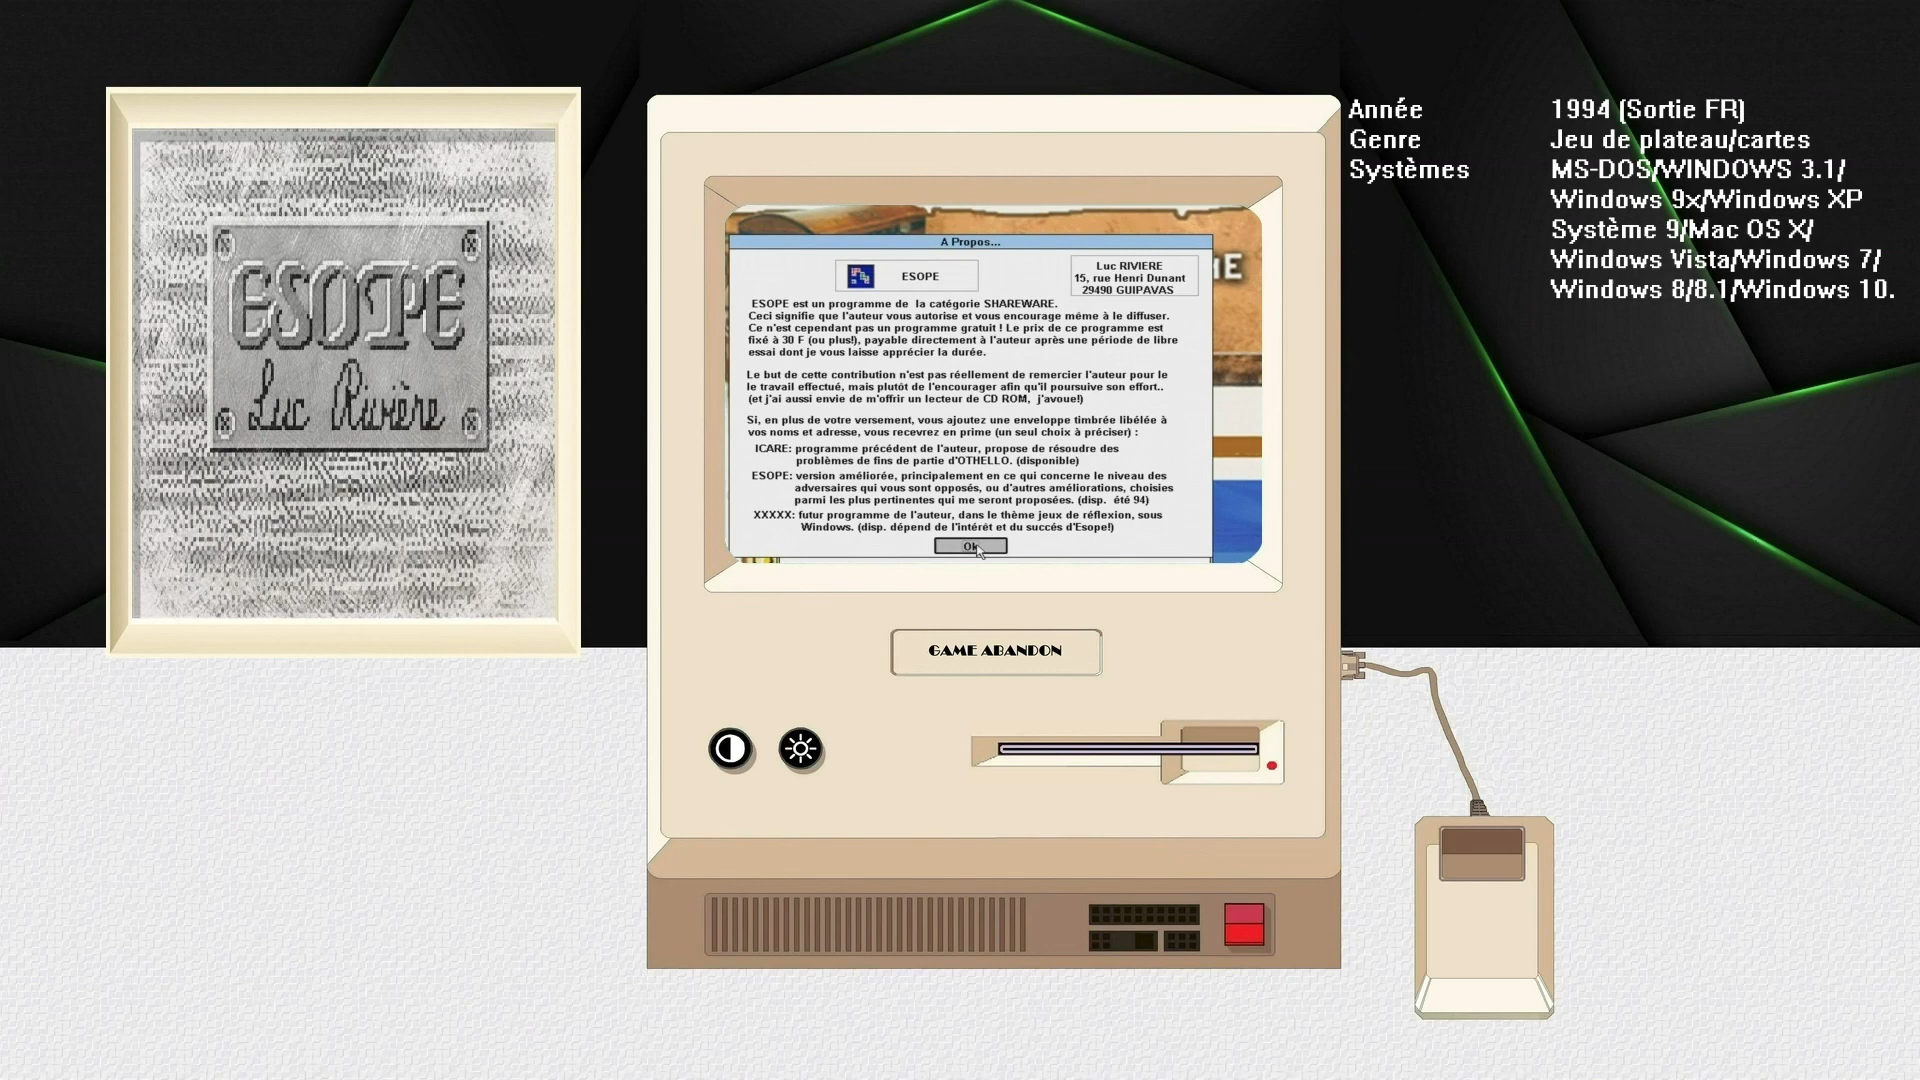 ESOPE
Luc Rivière
A Propos...
ESOPE
Luc RIVIERE
15, rue Henri Dunant
29490 GUIPAVAS
ESOPE est un programme de la catégorie SHAREWARE.
Ceci signifie que l'auteur vous autorise et vous encourage même à le diffuser.
Ce n'est cependant pas un programme gratuit ! Le prix de ce programme est
fixé à 30 F (ou plus!), payable directement à l'auteur après une période de libre
essai dont je vous laisse apprécier la durée.
Le but de cette contribution n'est pas réellement de remercier l'auteur pour le
le travail effectué, mais plutôt de l'encourager afin qu'il poursuive son effort..
(et j'ai aussi envie de m'offrir un lecteur de CD ROM, j'avoue!)
Si, en plus de votre versement, vous ajoutez une enveloppe timbrée libélée à
vos noms et adresse, vous recevrez en prime (un seul choix à préciser) :
ICARE: programme précédent de l'auteur, propose de résoudre des
problèmes de fins de partie d'OTHELLO. (disponible)
ESOPE: version améliorée, principalement en ce qui concerne le niveau des
adversaires qui vous sont opposés, ou d'autres améliorations, choisies
parmi les plus pertinentes qui me seront proposées. (disp. été 94)
XXXXX: futur programme de l'auteur, dans le thème jeux de réflexion, sous
Windows. (disp. dépend de l'intérêt et du succés d'Esope!)
Ok
GAME ABANDON
Année 1994 (Sortie FR)
Genre Jeu de plateau/cartes
Systèmes MS-DOS/WINDOWS 3.1/
Windows 9x/Windows XP
Système 9/Mac OS X/
Windows Vista/Windows 7/
Windows 8/8.1/Windows 10.